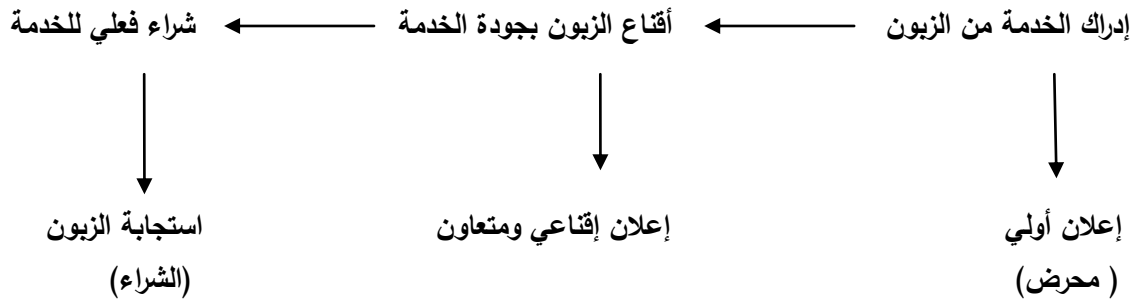 إدراك الخدمة من الزبون
أقناع الزبون بجودة الخدمة
شراء فعلي للخدمة
إعلان أولي
( محرض)
إعلان إقناعي ومتعاون
استجابة الزبون
(الشراء)